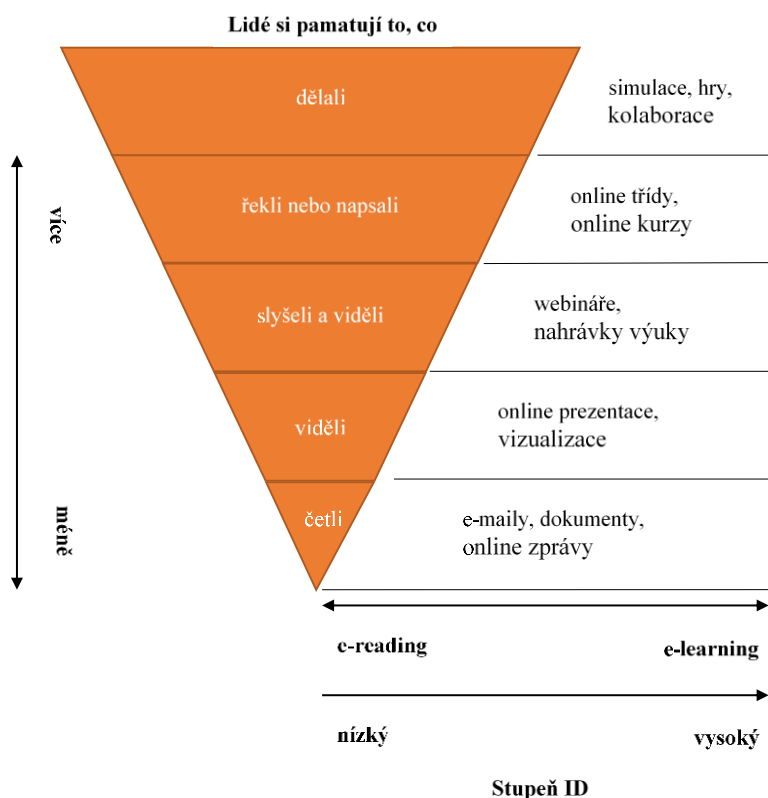 Lidé si pamatují to, co
dělali
simulace, hry,
kolaborace
více
řekli nebo napsali
online třídy,
online kurzy
slyšeli a viděli
webináře,
nahrávky výuky
viděli
online prezentace,
vizualizace
méně
četli
e-maily, dokumenty,
online zprávy
e-reading
e-learning
nízký
vysoký
Stupeň ID